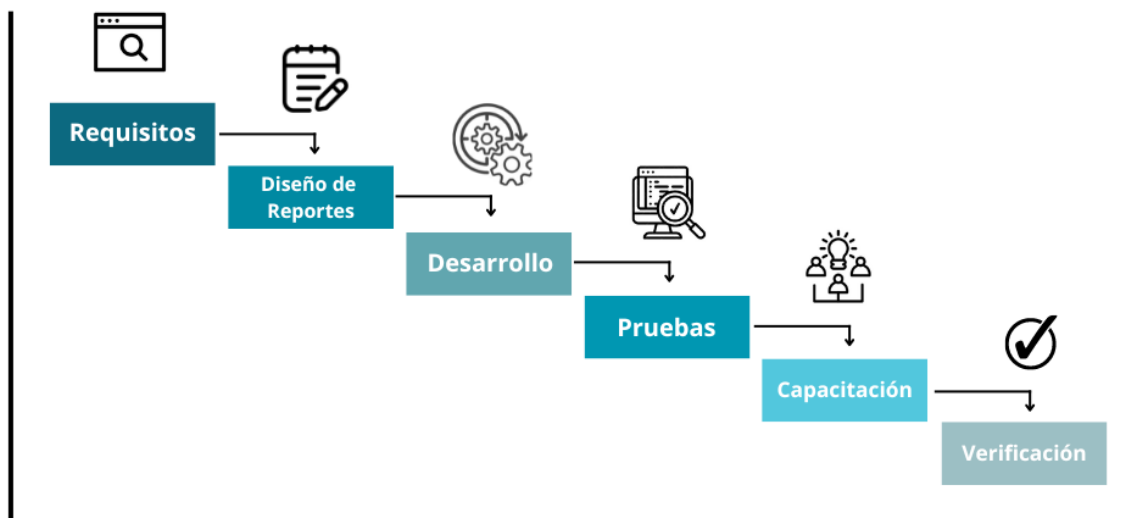 Requisitos
Diseño de
Reportes
Desarrollo
Pruebas
Capacitación
Verificación